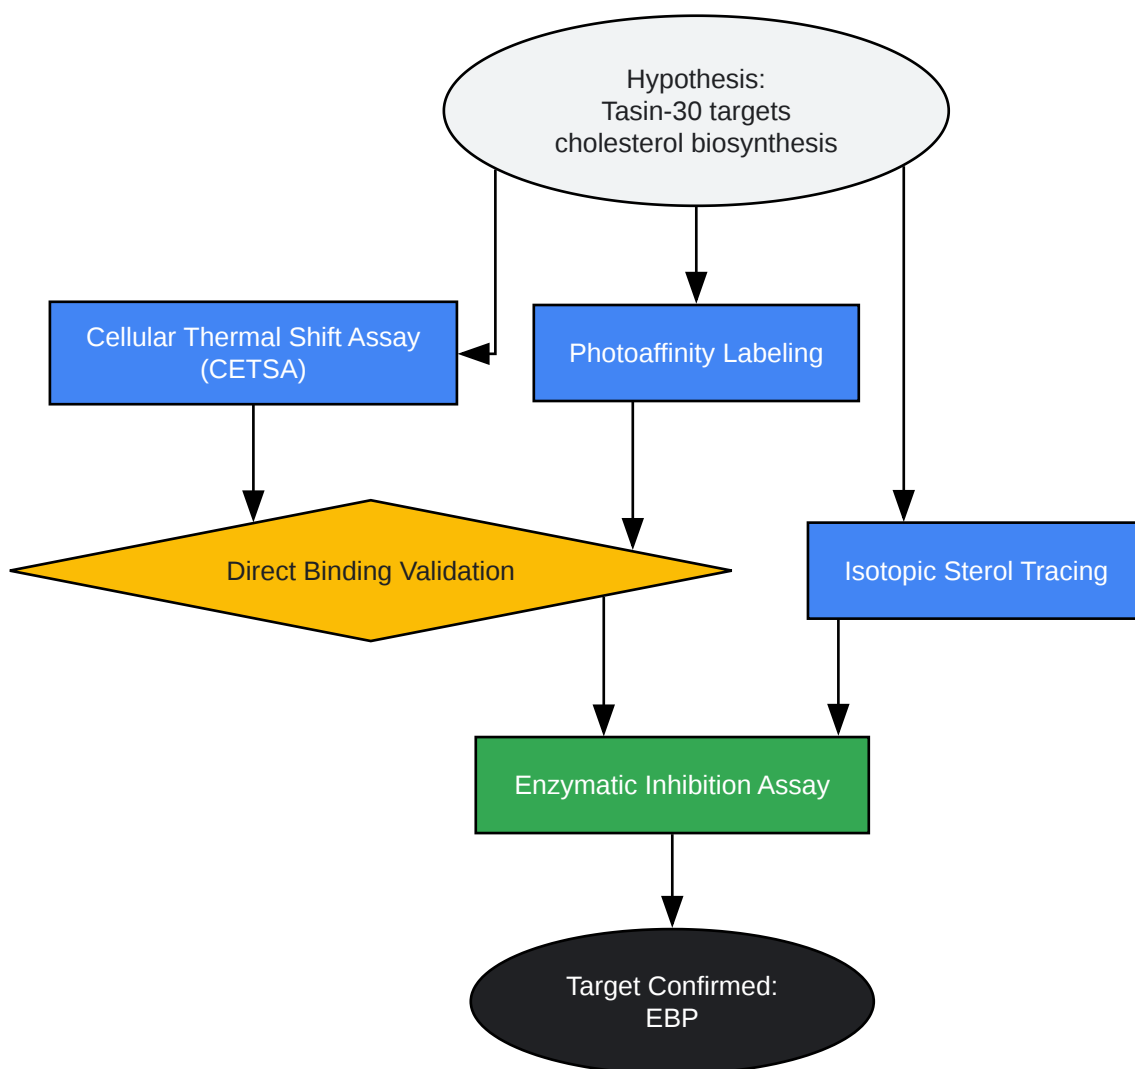 Hypothesis:
Tasin-30 targets
cholesterol biosynthesis
Cellular Thermal Shift Assay
(CETSA)
Photoaffinity Labeling
Direct Binding Validation
Isotopic Sterol Tracing
Enzymatic Inhibition Assay
Target Confirmed:
EBP